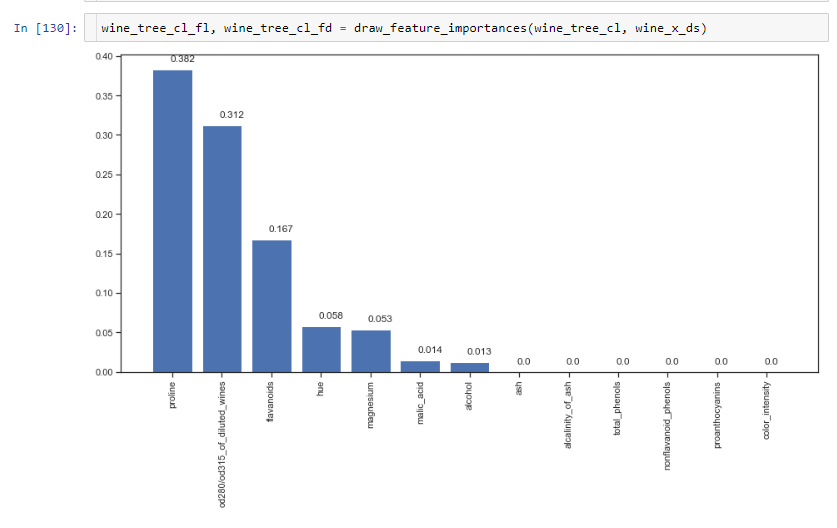 In [130]: wine_tree_cl_fl, wine_tree_cl_fd = draw_feature_importances(wine_tree_cl, wine_x_ds)
0.40
0.35
0.30
0.25
0.20
0.15
0.10
0.05
0.00
0.382
0.312
0.167
0.058
0.053
0.014
0.013
0.0
0.0
0.0
0.0
0.0
0.0
proline
od280/od315_of_diluted_wines
flavanoids
hue
magnesium
malic_acid
alcohol
ash
alcalinity_of_ash
total_phenols
nonflavanoid_phenols
proanthocyanins
color_intensity